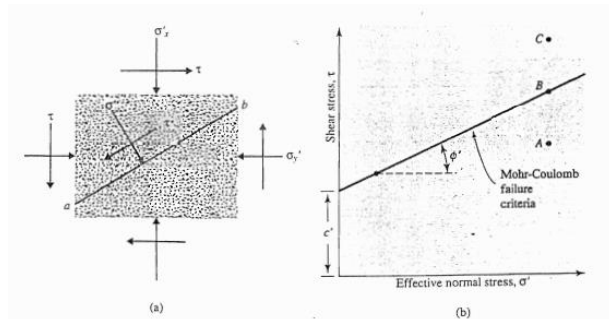 σ'ₓ
τ
τ
b
σ'
τ'
σy'
a
(a)
Shear stress, τ
C
B
A
φ'
Mohr-Coulomb
failure
criteria
c'
Effective normal stress, σ'
(b)